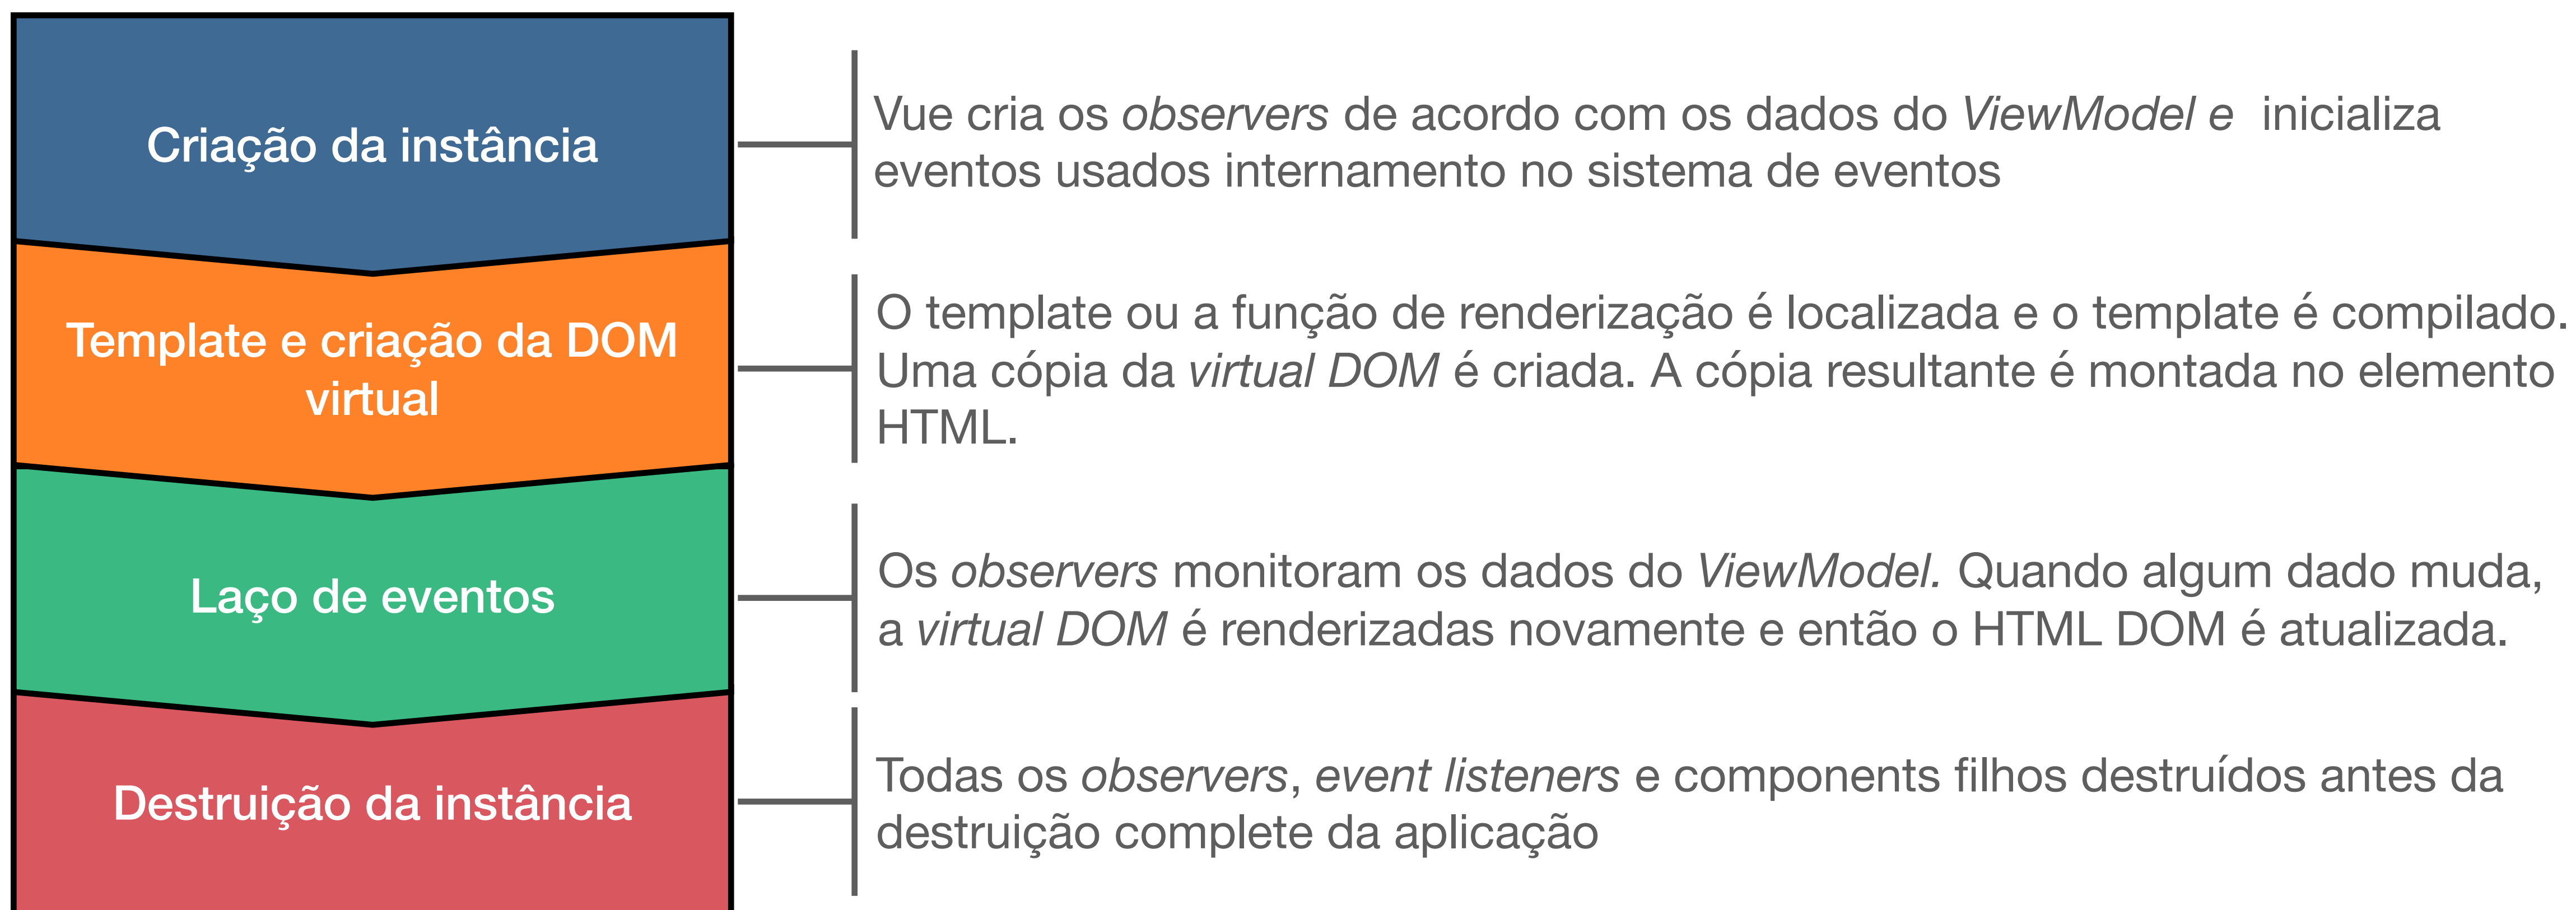 Criação da instância
Vue cria os observers de acordo com os dados do ViewModel e inicializa
eventos usados internamento no sistema de eventos
Template e criação da DOM
virtual
O template ou a função de renderização é localizada e o template é compilado.
Uma cópia da virtual DOM é criada. A cópia resultante é montada no elemento
HTML.
Laço de eventos
Os observers monitoram os dados do ViewModel. Quando algum dado muda,
a virtual DOM é renderizadas novamente e então o HTML DOM é atualizada.
Destruição da instância
Todas os observers, event listeners e components filhos destruídos antes da
destruição complete da aplicação